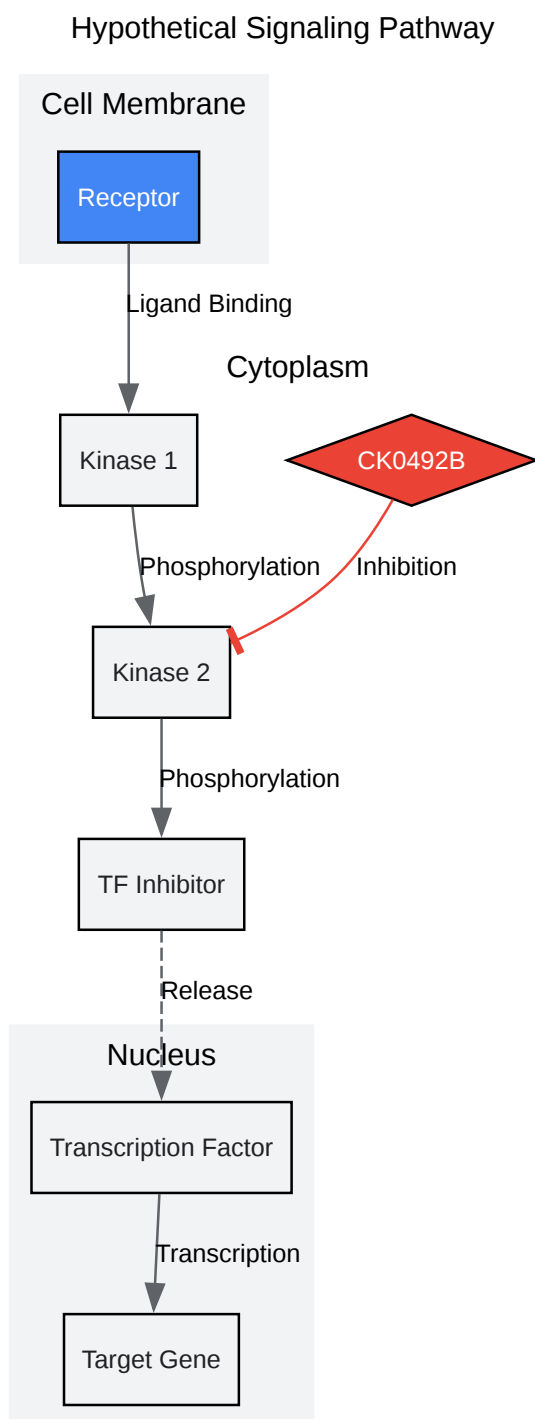 Hypothetical Signaling Pathway
Cell Membrane
Receptor
Ligand Binding
Cytoplasm
Kinase 1
CK0492B
Phosphorylation
Inhibition
Kinase 2
Phosphorylation
TF Inhibitor
Release
Nucleus
Transcription Factor
Transcription
Target Gene